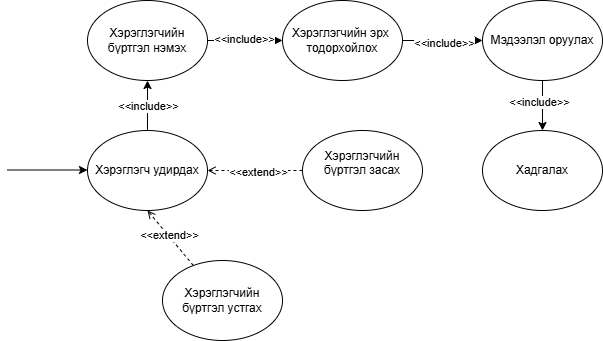 Хэрэглэгчийн
бүртгэл нэмэх
<<include>>
Хэрэглэгчийн эрх
тодорхойлох
<<include>>
Мэдээлэл оруулах
<<include>>
<<include>>
Хэрэглэгч удирдах
<<extend>>
Хэрэглэгчийн
бүртгэл засах
Хадгалах
<<extend>>
Хэрэглэгчийн
бүртгэл устгах